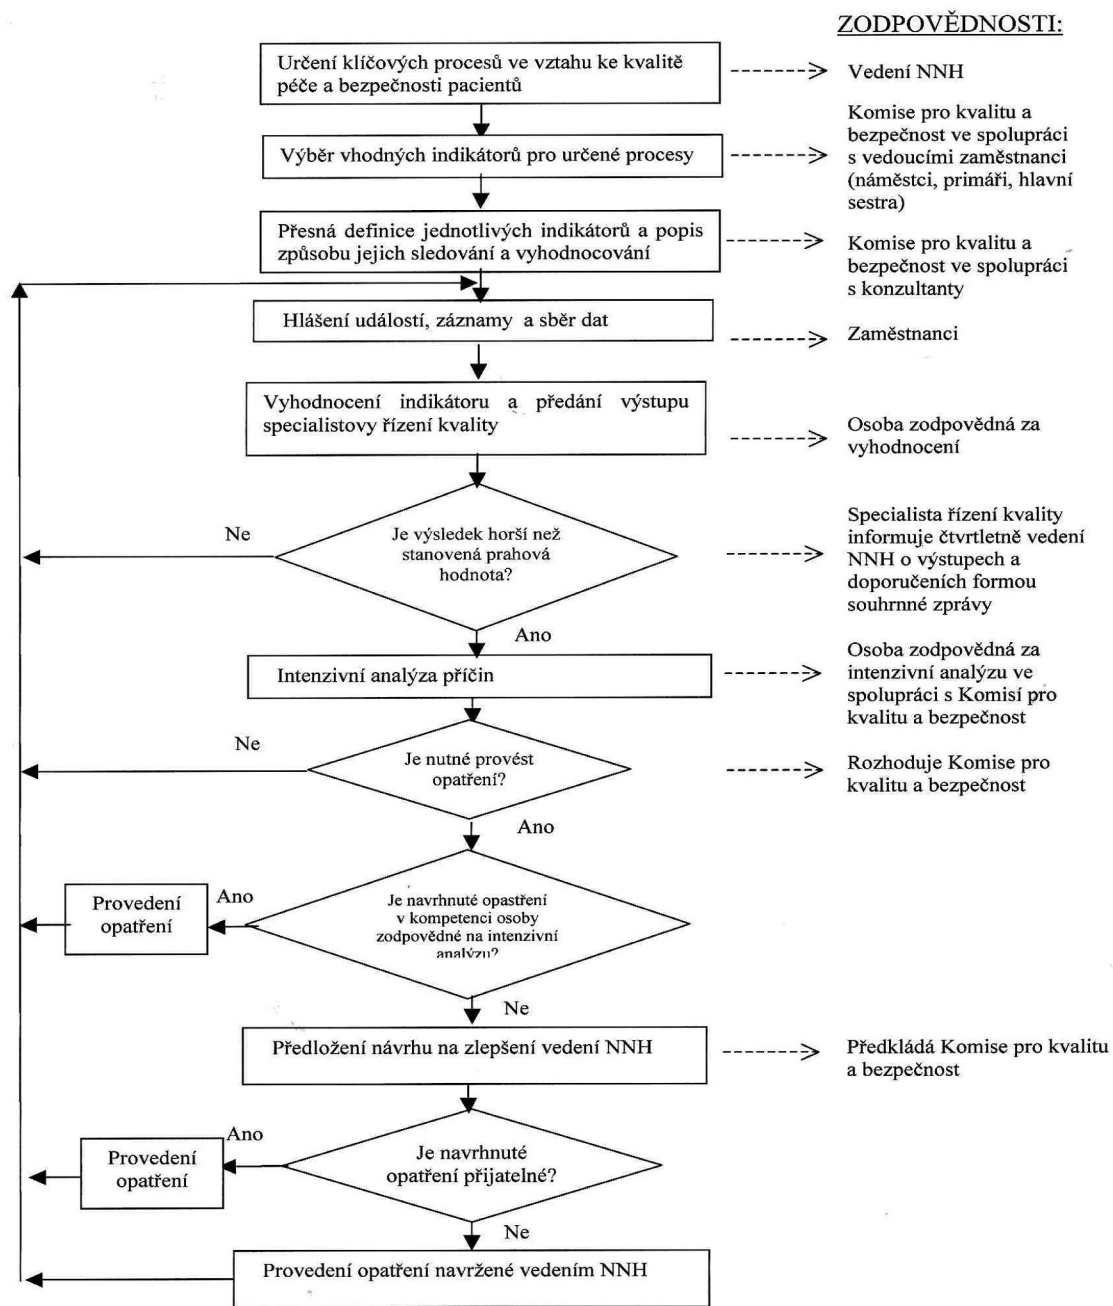 ZODPOVĚDNOSTI:
Určení klíčových procesů ve vztahu ke kvalitě
péče a bezpečnosti pacientů
Vedení NNH
Výběr vhodných indikátorů pro určené procesy
Komise pro kvalitu a
bezpečnost ve spolupráci
s vedoucími zaměstnanci
(náměstci, primáři, hlavní
sestra)
Přesná definice jednotlivých indikátorů a popis
způsobu jejich sledování a vyhodnocování
Komise pro kvalitu a
bezpečnost ve spolupráci
s konzultanty
Hlášení událostí, záznamy a sběr dat
Zaměstnanci
Vyhodnocení indikátoru a předání výstupu
specialistovy řízení kvality
Osoba zodpovědná za
vyhodnocení
Ne
Je výsledek horší než
stanovená prahová
hodnota?
Specialista řízení kvality
informuje čtvrtletně vedení
NNH o výstupech a
doporučeních formou
souhrnné zprávy
Ano
Intenzivní analýza příčin
Osoba zodpovědná za
intenzivní analýzu ve
spolupráci s Komisí pro
kvalitu a bezpečnost
Ne
Je nutné provést
opatření?
Rozhoduje Komise pro
kvalitu a bezpečnost
Ano
Provedení
opatření
Ano
Je navrhnuté opastření
v kompetenci osoby
zodpovědné na intenzivní
analýzu?
Ne
Předložení návrhu na zlepšení vedení NNH
Předkládá Komise pro kvalitu
a bezpečnost
Provedení
opatření
Ano
Je navrhnuté
opatření přijatelné?
Ne
Provedení opatření navržené vedením NNH